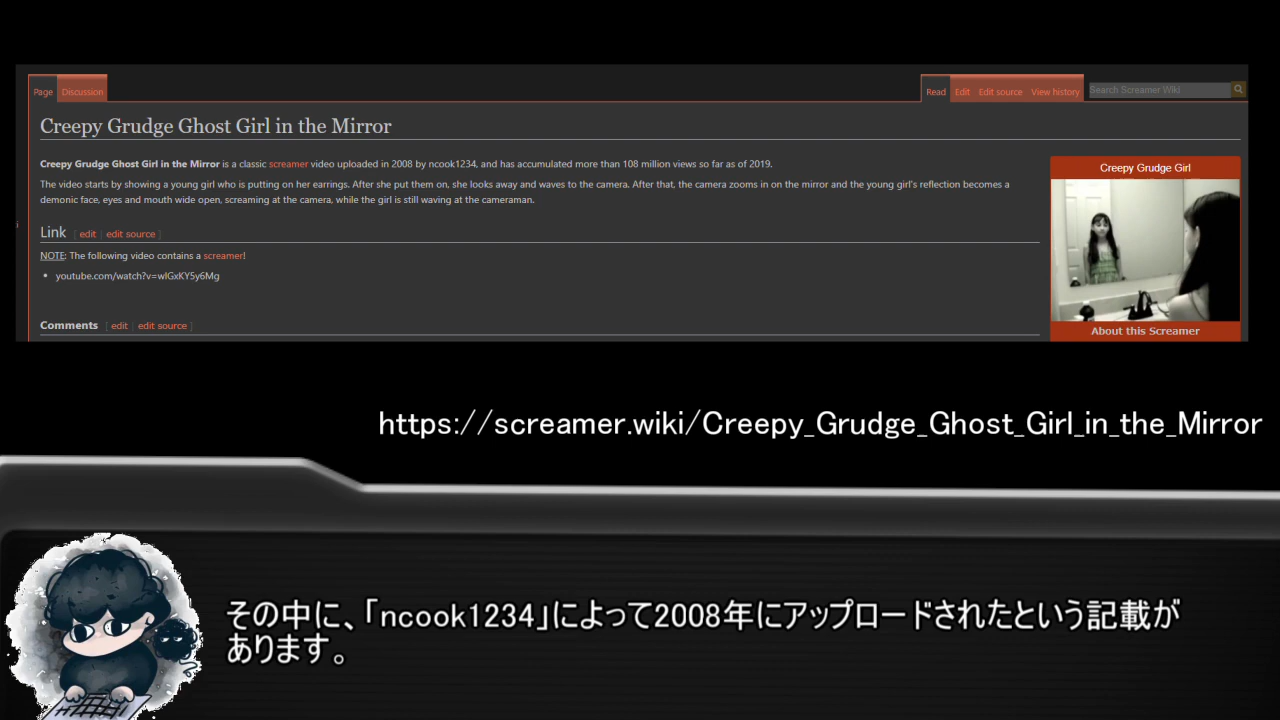 Page Discussion Read Edit Edit source View history Search Screamer Wiki
Creepy Grudge Ghost Girl in the Mirror
Creepy Grudge Ghost Girl in the Mirror is a classic screamer video uploaded in 2008 by ncook1234, and has accumulated more than 108 million views so far as of 2019.
The video starts by showing a young girl who is putting on her earrings. After she put them on, she looks away and waves to the camera. After that, the camera zooms in on the mirror and the young girl's reflection becomes a
demonic face, eyes and mouth wide open, screaming at the camera, while the girl is still waving at the cameraman.
Creepy Grudge Girl
Link [ edit | edit source ]
NOTE: The following video contains a screamer!
• youtube.com/watch?v=wlGxKY5y6Mg
Comments [ edit | edit source ]
About this Screamer
https://screamer.wiki/Creepy_Grudge_Ghost_Girl_in_the_Mirror
その中に、「ncook1234」によって2008年にアップロードされたという記載が
あります。